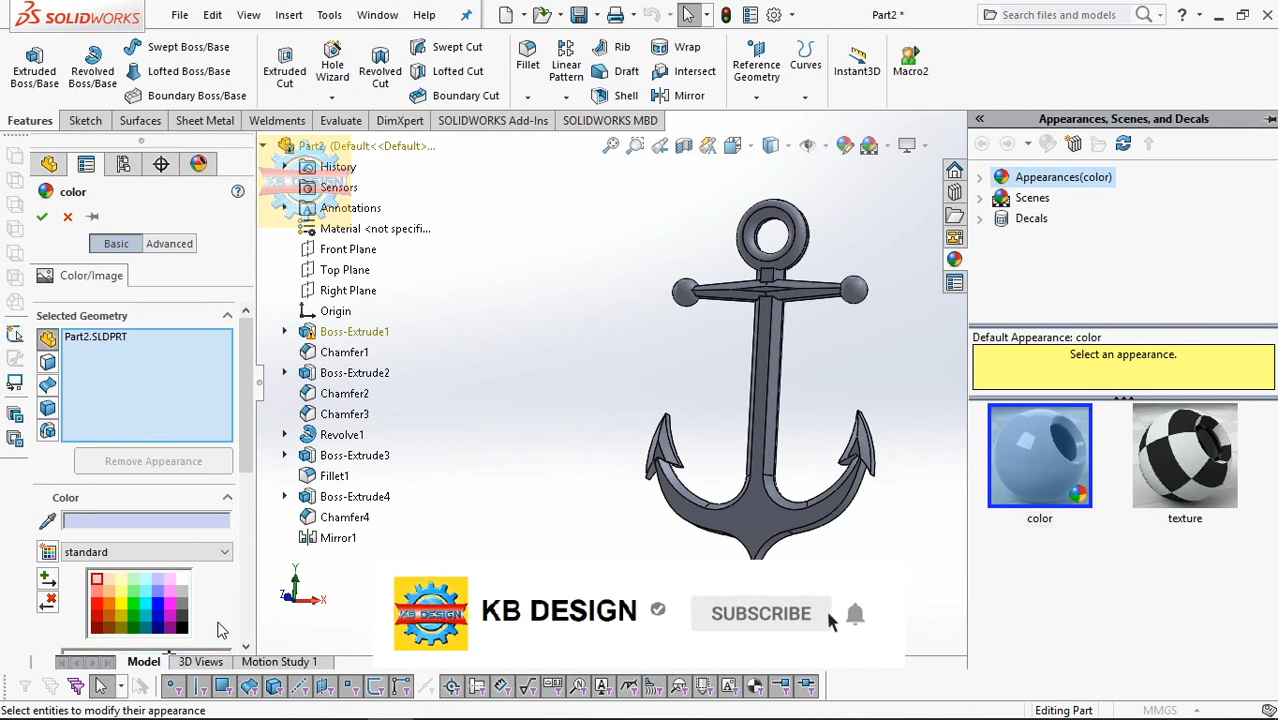 SOLIDWORKS
File Edit View Insert Tools Window Help
Part2 *
Search files and models
Extruded Boss/Base
Revolved Boss/Base
Swept Boss/Base
Lofted Boss/Base
Boundary Boss/Base
Extruded Cut
Hole Wizard
Revolved Cut
Swept Cut
Lofted Cut
Boundary Cut
Fillet
Linear Pattern
Rib
Draft
Shell
Wrap
Intersect
Mirror
Reference Geometry
Curves
Instant3D
Macro2
Features Sketch Surfaces Sheet Metal Weldments Evaluate DimXpert SOLIDWORKS Add-Ins SOLIDWORKS MBD
color
Basic Advanced
Color/Image
Selected Geometry
Part2.SLDPRT
Remove Appearance
Color
standard
Part2 (Default<<Default>...
History
Sensors
Annotations
Material <not specifi...
Front Plane
Top Plane
Right Plane
Origin
Boss-Extrude1
Chamfer1
Boss-Extrude2
Chamfer2
Chamfer3
Revolve1
Boss-Extrude3
Fillet1
Boss-Extrude4
Chamfer4
Mirror1
KB DESIGN
Y
Z X
KB DESIGN
KB DESIGN
SUBSCRIBE
Appearances, Scenes, and Decals
Appearances(color)
Scenes
Decals
Default Appearance: color
Select an appearance.
color texture
Model 3D Views Motion Study 1
Select entities to modify their appearance
Editing Part
MMGS